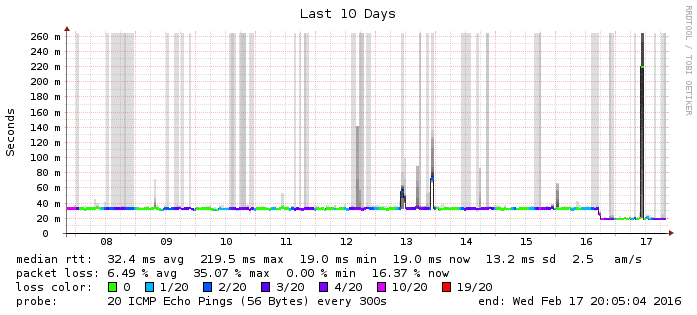 Last 10 Days
RRDTOOL / TOBI OETIKER
Seconds
260 m
240 m
220 m
200 m
180 m
160 m
140 m
120 m
100 m
80 m
60 m
40 m
20 m
0
08 09 10 11 12 13 14 15 16 17
median rtt: 32.4 ms avg 219.5 ms max 19.0 ms min 19.0 ms now 13.2 ms sd 2.5 am/s
packet loss: 6.49 % avg 35.07 % max 0.00 % min 16.37 % now
loss color: 0 1/20 2/20 3/20 4/20 10/20 19/20
probe: 20 ICMP Echo Pings (56 Bytes) every 300s end: Wed Feb 17 20:05:04 2016